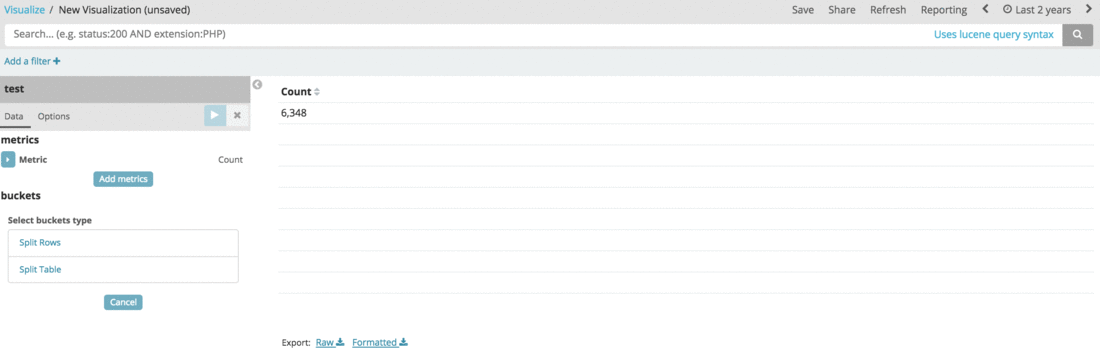 Visualize / New Visualization (unsaved)
Save Share Refresh Reporting Last 2 years
Search... (e.g. status:200 AND extension:PHP)
Uses lucene query syntax
Add a filter +
test
Data Options
metrics
Metric Count
Add metrics
buckets
Select buckets type
Split Rows
Split Table
Cancel
Count
6,348
Export: Raw Formatted